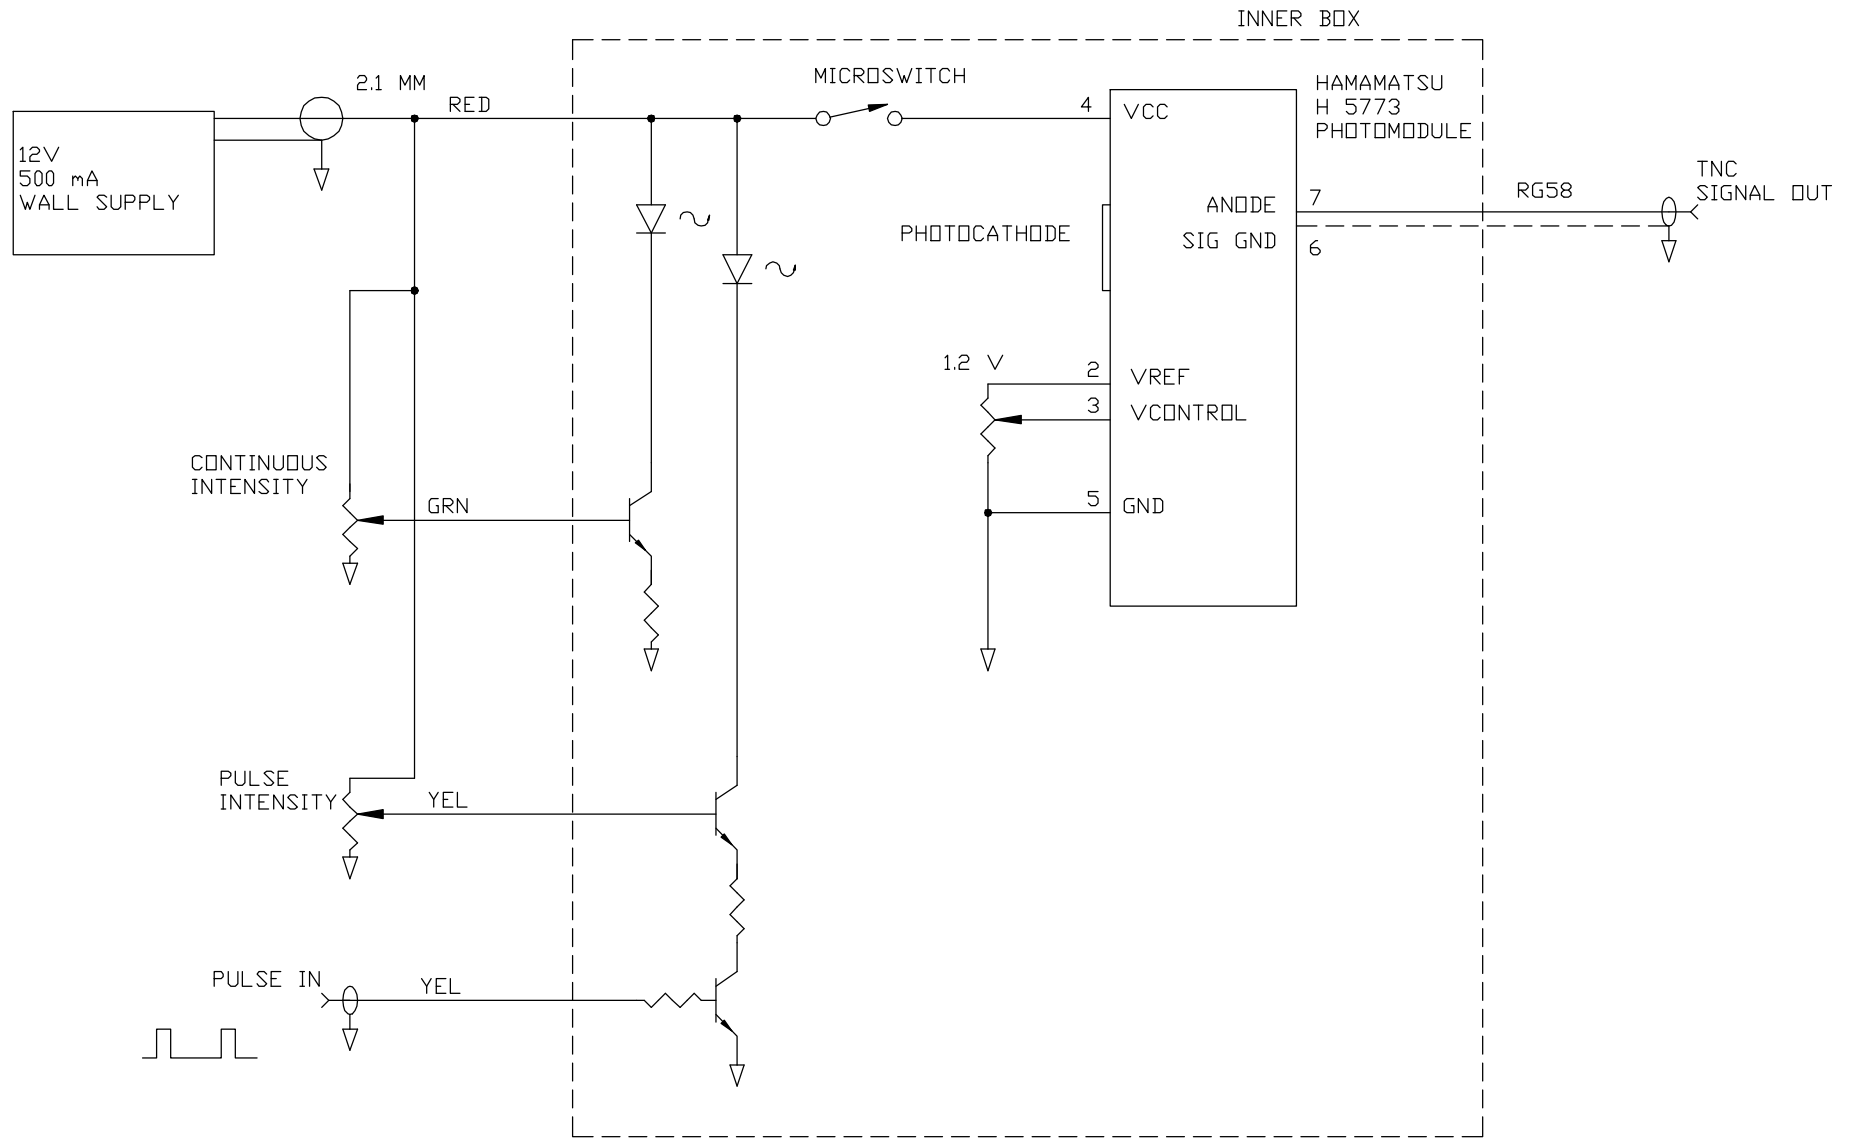 INNER BOX
2.1 MM
RED
MICROSWITCH
4
VCC
HAMAMATSU
H 5773
PHOTOMODULE
12V
500 mA
WALL SUPPLY
TNC
SIGNAL OUT
RG58
7
ANODE
PHOTOCATHODE
SIG GND
6
1.2 V
2
VREF
3
VCONTROL
CONTINUOUS
INTENSITY
GRN
5
GND
PULSE
INTENSITY
YEL
PULSE IN
YEL